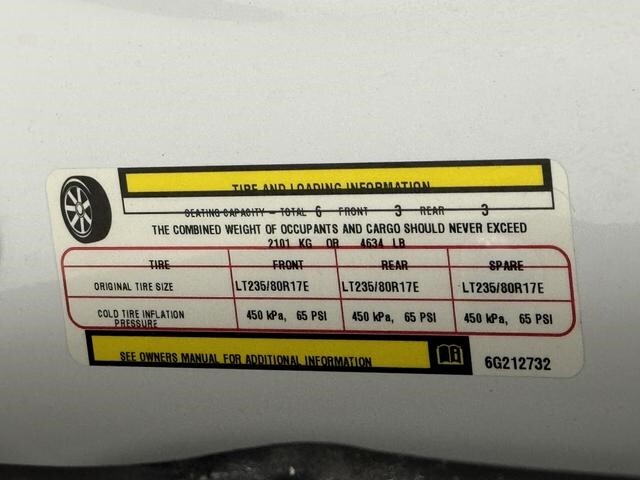 TIRE AND LOADING INFORMATION
SEATING CAPACITY - TOTAL 6 FRONT 3 REAR 3
THE COMBINED WEIGHT OF OCCUPANTS AND CARGO SHOULD NEVER EXCEED
2101 KG OR 4634 LB
TIRE FRONT REAR SPARE
ORIGINAL TIRE SIZE LT235/80R17E LT235/80R17E LT235/80R17E
COLD TIRE INFLATION PRESSURE 450 kPa, 65 PSI 450 kPa, 65 PSI 450 kPa, 65 PSI
SEE OWNERS MANUAL FOR ADDITIONAL INFORMATION
6G212732